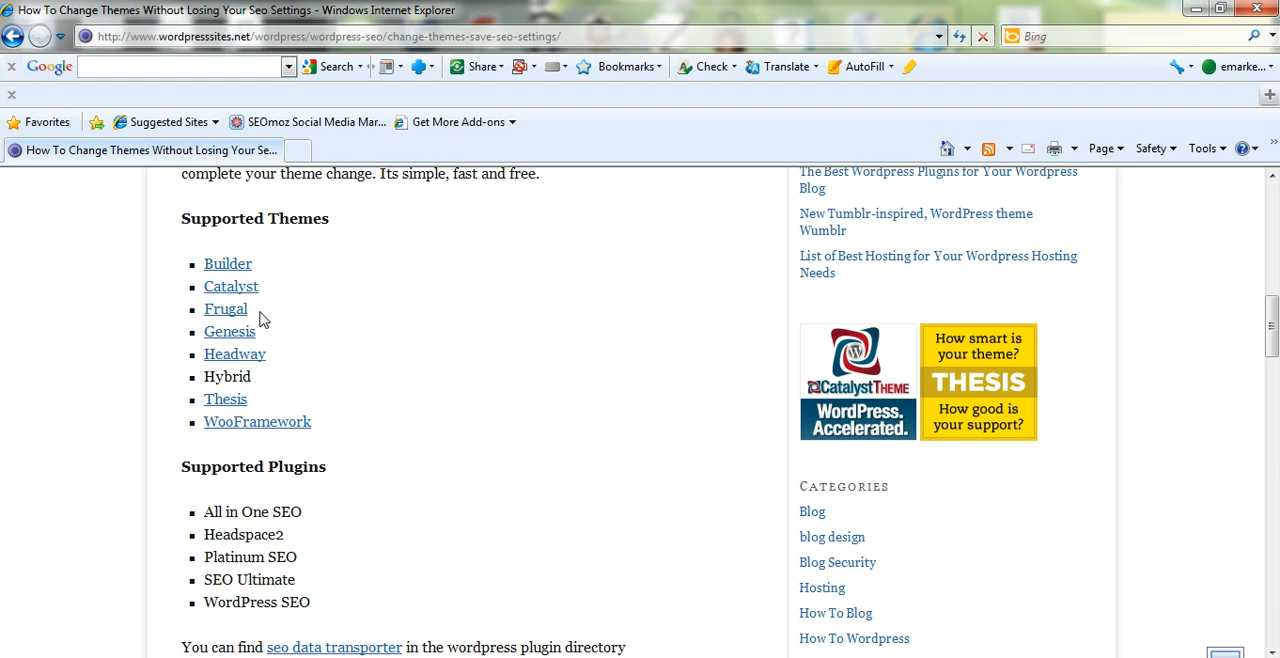 How To Change Themes Without Losing Your Seo Settings - Windows Internet Explorer
http://www.wordpresssites.net/wordpress/wordpress-seo/change-themes-save-seo-settings/
Bing
x Google Search Share Bookmarks Check Translate AutoFill emarke...
x
Favorites Suggested Sites SEOmoz Social Media Mar... Get More Add-ons
How To Change Themes Without Losing Your Se... Page Safety Tools
complete your theme change. Its simple, fast and free.
Supported Themes
Builder
Catalyst
Frugal
Genesis
Headway
Hybrid
Thesis
WooFramework
Supported Plugins
All in One SEO
Headspace2
Platinum SEO
SEO Ultimate
WordPress SEO
You can find seo data transporter in the wordpress plugin directory
The Best Wordpress Plugins for Your Wordpress
Blog
New Tumblr-inspired, WordPress theme
Wumblr
List of Best Hosting for Your Wordpress Hosting
Needs
CATALYSTTHEME
WordPress.
Accelerated.
How smart is
your theme?
THESIS
How good is
your support?
CATEGORIES
Blog
blog design
Blog Security
Hosting
How To Blog
How To Wordpress